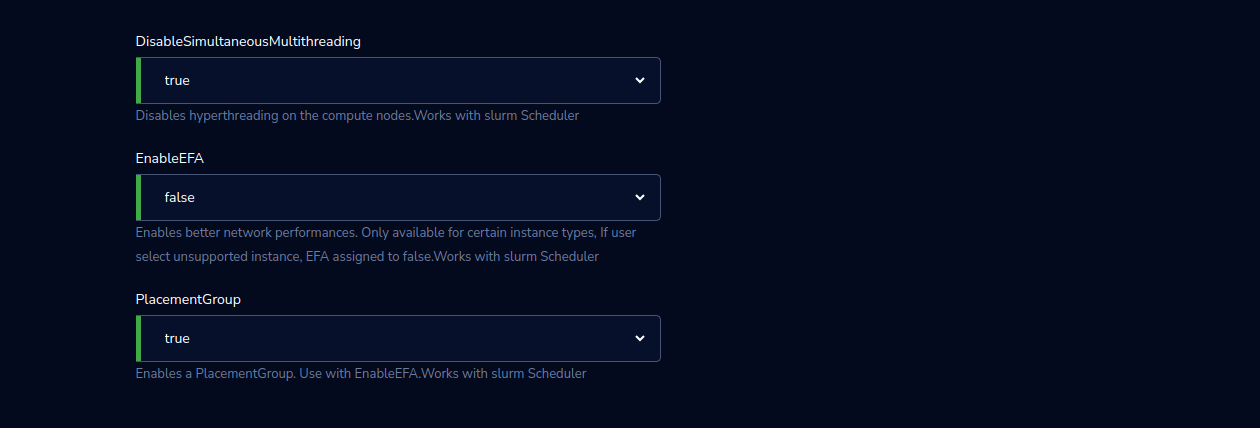 DisableSimultaneousMultithreading
true
Disables hyperthreading on the compute nodes.Works with slurm Scheduler
EnableEFA
false
Enables better network performances. Only available for certain instance types, If user
select unsupported instance, EFA assigned to false.Works with slurm Scheduler
PlacementGroup
true
Enables a PlacementGroup. Use with EnableEFA.Works with slurm Scheduler